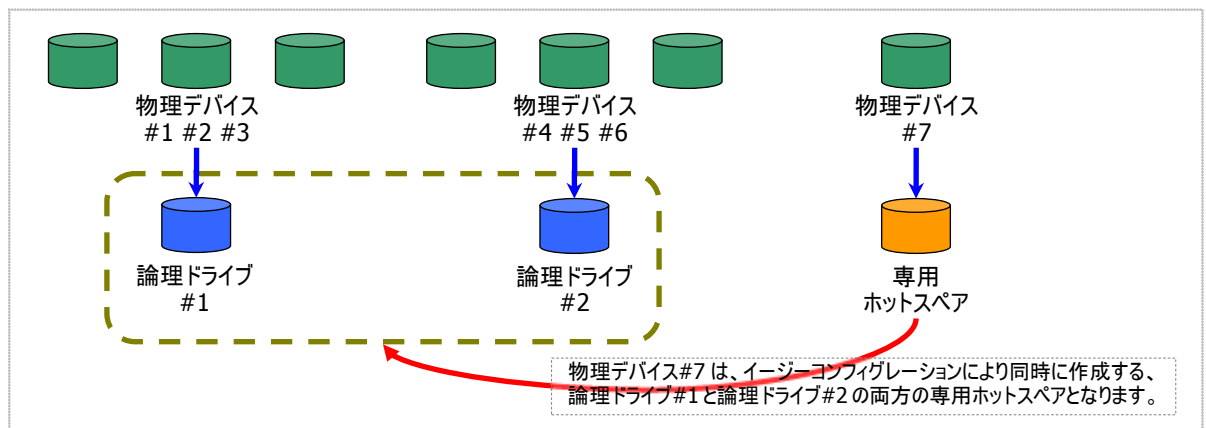 物理デバイス
#1 #2 #3
物理デバイス
#4 #5 #6
物理デバイス
#7
論理ドライブ
#1
論理ドライブ
#2
専用
ホットスペア
物理デバイス#7 は、イージーコンフィグレーションにより同時に作成する、
論理ドライブ#1 と論理ドライブ#2 の両方の専用ホットスペアとなります。